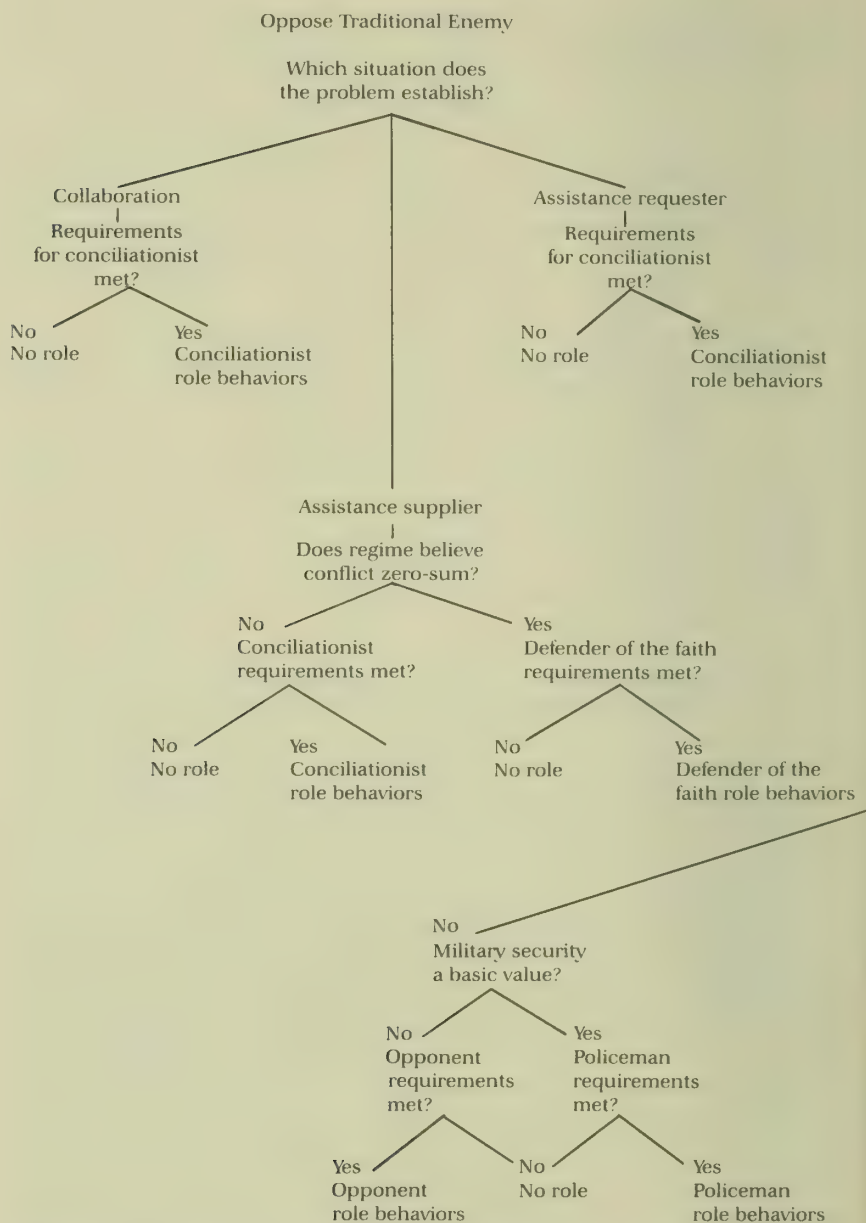 Oppose Traditional Enemy
Which situation does
the problem establish?
Collaboration
Requirements
for conciliationist
met?
No
No role
Yes
Conciliationist
role behaviors
Assistance requester
Requirements
for conciliationist
met?
No
No role
Yes
Conciliationist
role behaviors
Assistance supplier
Does regime believe
conflict zero-sum?
No
Conciliationist
requirements met?
Yes
Defender of the faith
requirements met?
No
No role
Yes
Conciliationist
role behaviors
No
No role
Yes
Defender of the
faith role behaviors
No
Military security
a basic value?
No
Opponent
requirements
met?
Yes
Policeman
requirements
met?
Yes
Opponent
role behaviors
No
No role
Yes
Policeman
role behaviors